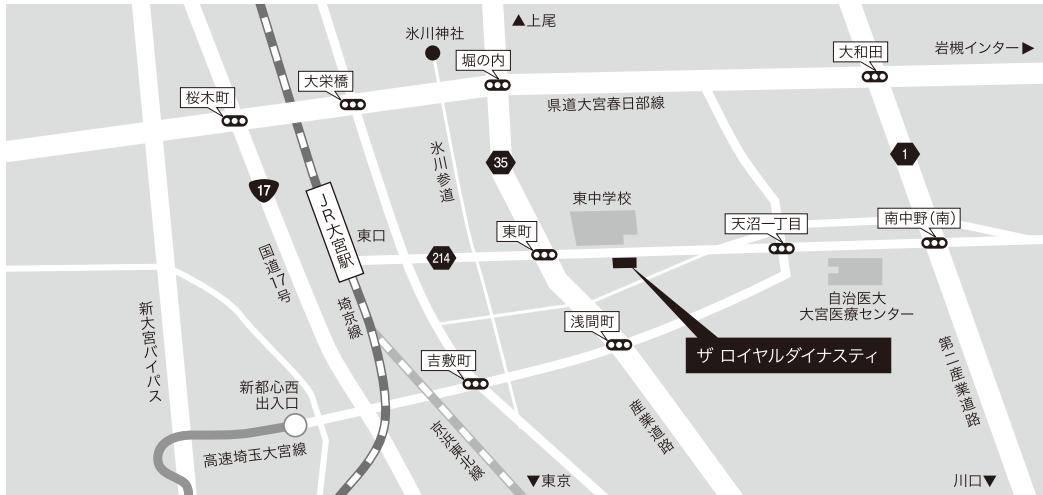 ▲上尾
氷川神社
堀の内
大和田
岩槻インター▶
大栄橋
桜木町
県道大宮春日部線
氷川参道
35
1
17
東中学校
JR大宮駅
東口
214
東町
天沼一丁目
南中野(南)
国道17号
埼京線
自治医大
大宮医療センター
新大宮バイパス
浅間町
ザ ロイヤルダイナスティ
吉敷町
第二産業道路
新都心西
出入口
高速埼玉大宮線
京浜東北線
産業道路
▼東京
川口▼